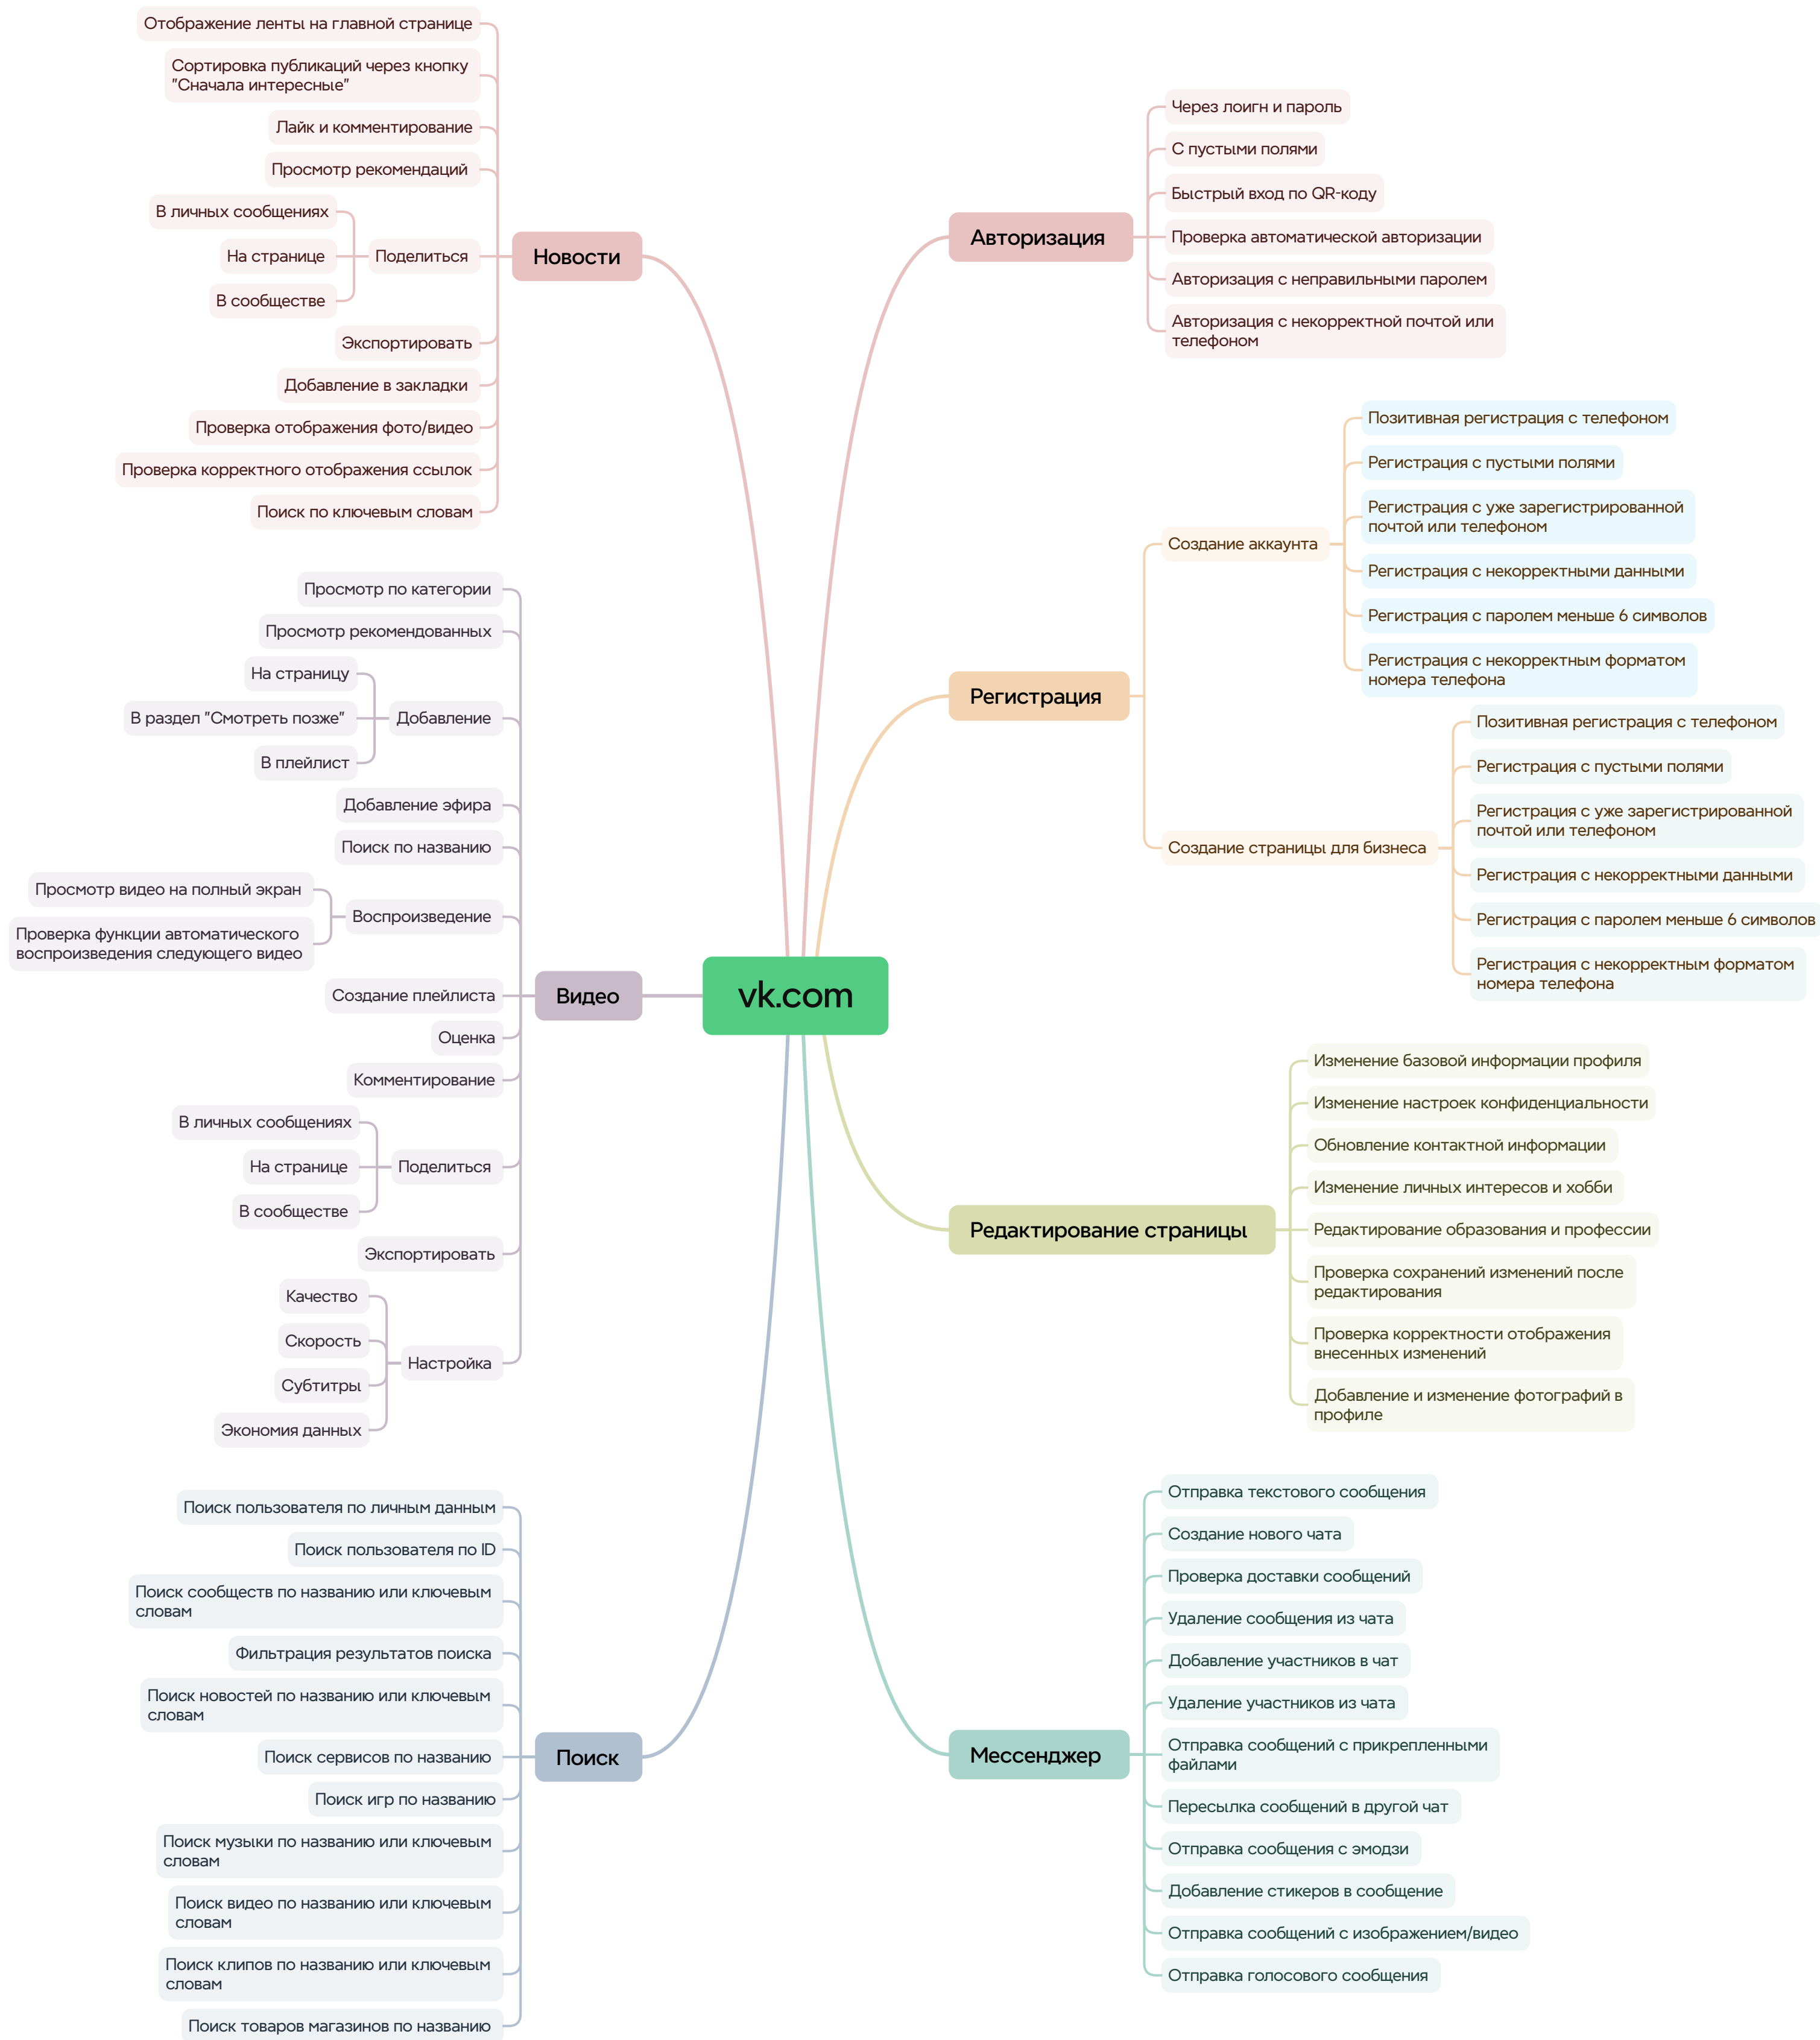 vk.com
Авторизация
Через лоигн и пароль
С пустыми полями
Быстрый вход по QR-коду
Проверка автоматической авторизации
Авторизация с неправильными паролем
Авторизация с некорректной почтой или
телефоном
Регистрация
Создание аккаунта
Позитивная регистрация с телефоном
Регистрация с пустыми полями
Регистрация с уже зарегистрированной
почтой или телефоном
Регистрация с некорректными данными
Регистрация с паролем меньше 6 символов
Регистрация с некорректным форматом
номера телефона
Создание страницы для бизнеса
Позитивная регистрация с телефоном
Регистрация с пустыми полями
Регистрация с уже зарегистрированной
почтой или телефоном
Регистрация с некорректными данными
Регистрация с паролем меньше 6 символов
Регистрация с некорректным форматом
номера телефона
Редактирование страницы
Изменение базовой информации профиля
Изменение настроек конфиденциальности
Обновление контактной информации
Изменение личных интересов и хобби
Редактирование образования и профессии
Проверка сохранений изменений после
редактирования
Проверка корректности отображения
внесенных изменений
Добавление и изменение фотографий в
профиле
Мессенджер
Отправка текстового сообщения
Создание нового чата
Проверка доставки сообщений
Удаление сообщения из чата
Добавление участников в чат
Удаление участников из чата
Отправка сообщений с прикрепленными
файлами
Пересылка сообщений в другой чат
Отправка сообщения с эмодзи
Добавление стикеров в сообщение
Отправка сообщений с изображением/видео
Отправка голосового сообщения
Новости
Отображение ленты на главной странице
Сортировка публикаций через кнопку
"Сначала интересные"
Лайк и комментирование
Просмотр рекомендаций
Поделиться
В личных сообщениях
На странице
В сообществе
Экспортировать
Добавление в закладки
Проверка отображения фото/видео
Проверка корректного отображения ссылок
Поиск по ключевым словам
Видео
Просмотр по категории
Просмотр рекомендованных
Добавление
На страницу
В раздел "Смотреть позже"
В плейлист
Добавление эфира
Поиск по названию
Воспроизведение
Просмотр видео на полный экран
Проверка функции автоматического
воспроизведения следующего видео
Создание плейлиста
Оценка
Комментирование
Поделиться
В личных сообщениях
На странице
В сообществе
Экспортировать
Настройка
Качество
Скорость
Субтитры
Экономия данных
Поиск
Поиск пользователя по личным данным
Поиск пользователя по ID
Поиск сообществ по названию или ключевым
словам
Фильтрация результатов поиска
Поиск новостей по названию или ключевым
словам
Поиск сервисов по названию
Поиск игр по названию
Поиск музыки по названию или ключевым
словам
Поиск видео по названию или ключевым
словам
Поиск клипов по названию или ключевым
словам
Поиск товаров магазинов по названию